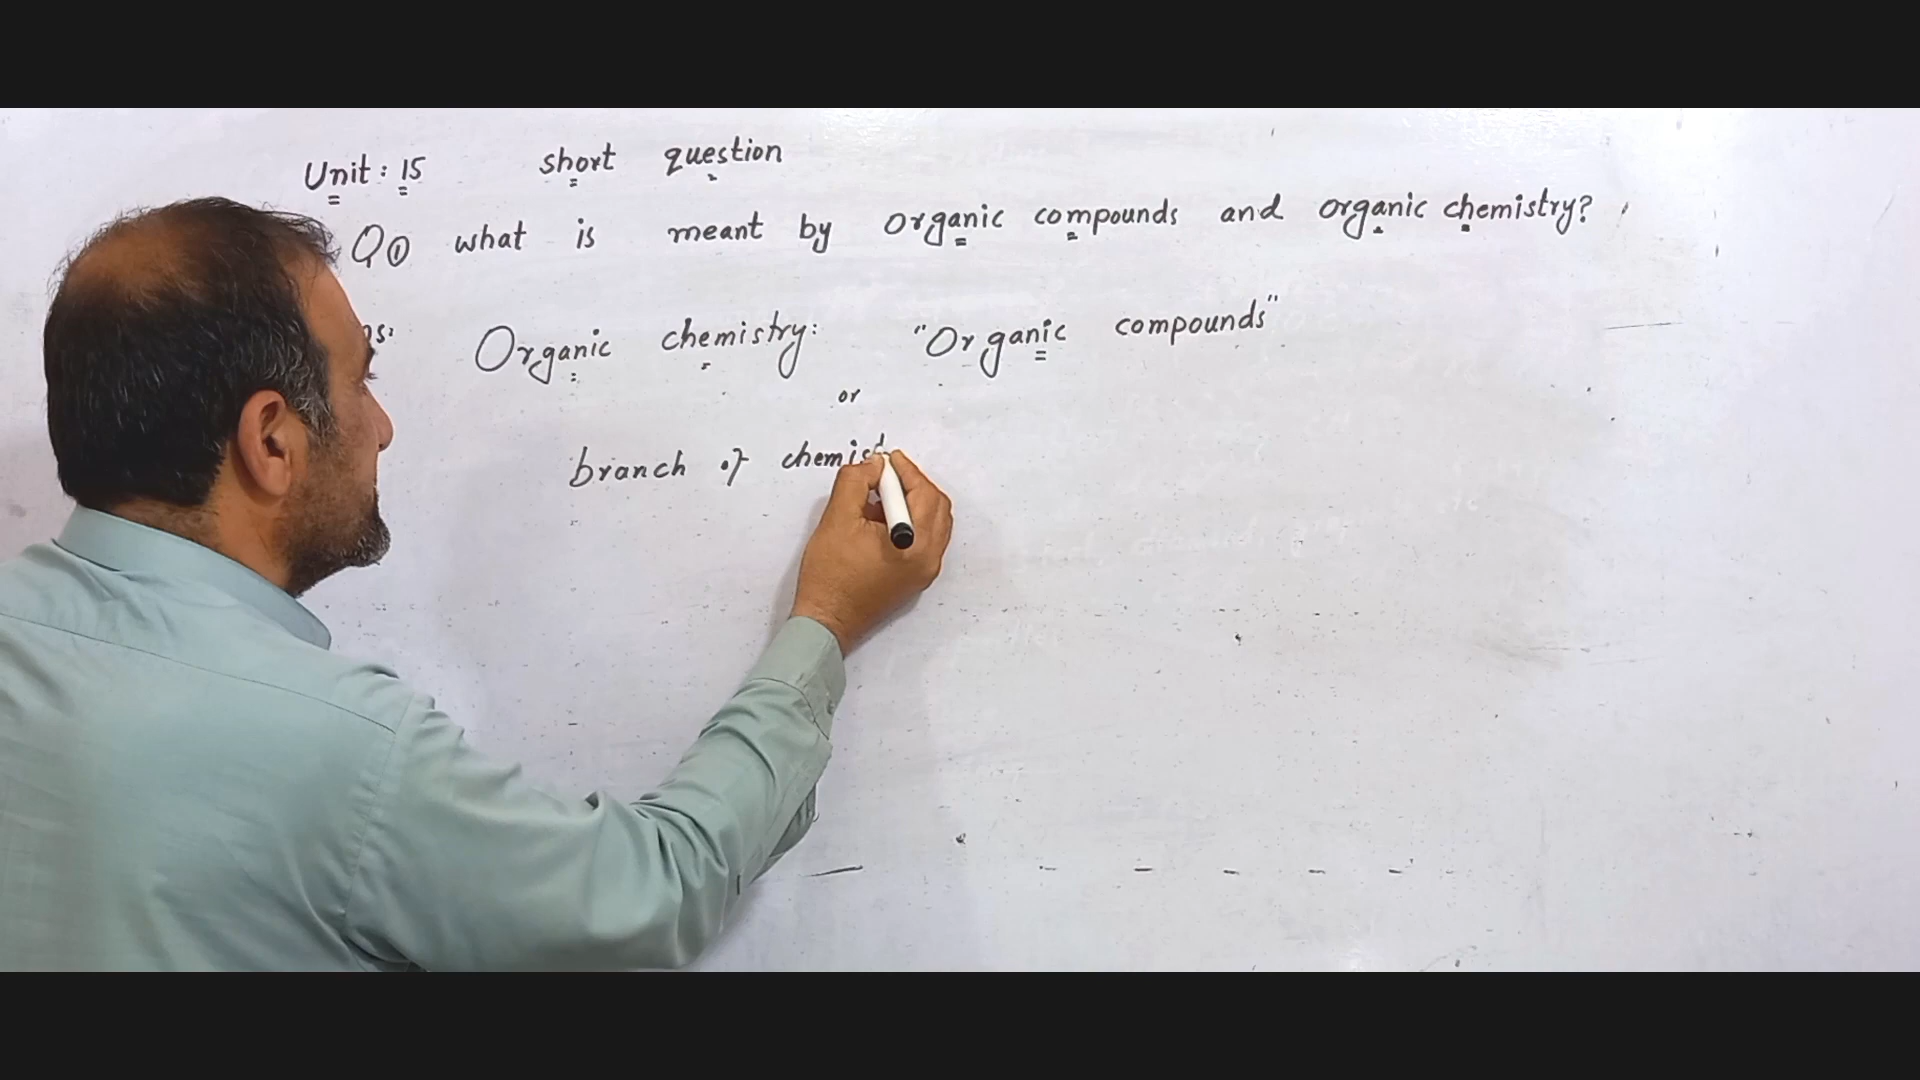 Unit: 15 short question
Q① what is meant by organic compounds and organic chemistry?
Organic chemistry: "Organic compounds"
or
branch of chemist